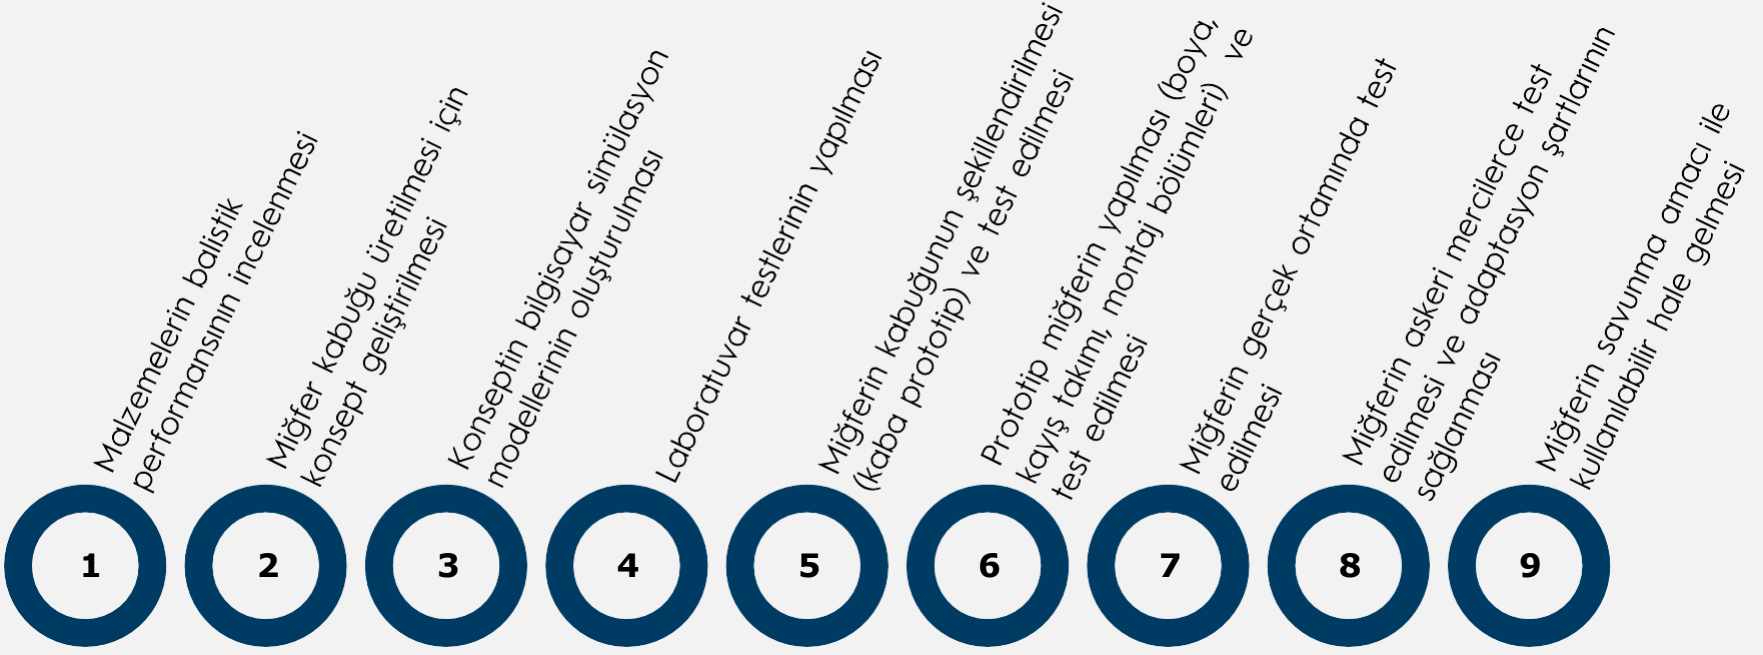 Malzemelerin balistik
performansının incelenmesi
Miğfer kabuğu üretilmesi için
konsept geliştirilmesi
Konseptin bilgisayar simülasyon
modellerinin oluşturulması
Laboratuvar testlerinin yapılması
Miğferin kabuğunun şekillendirilmesi
(kaba prototip) ve test edilmesi
Prototip miğferin yapılması (boya,
kayış takımı, montaj bölümleri) ve
test edilmesi
Miğferin gerçek ortamında test
edilmesi
Miğferin askeri mercilerce test
edilmesi ve adaptasyon şartlarının
sağlanması
Miğferin savunma amacı ile
kullanılabilir hale gelmesi
1 2 3 4 5 6 7 8 9